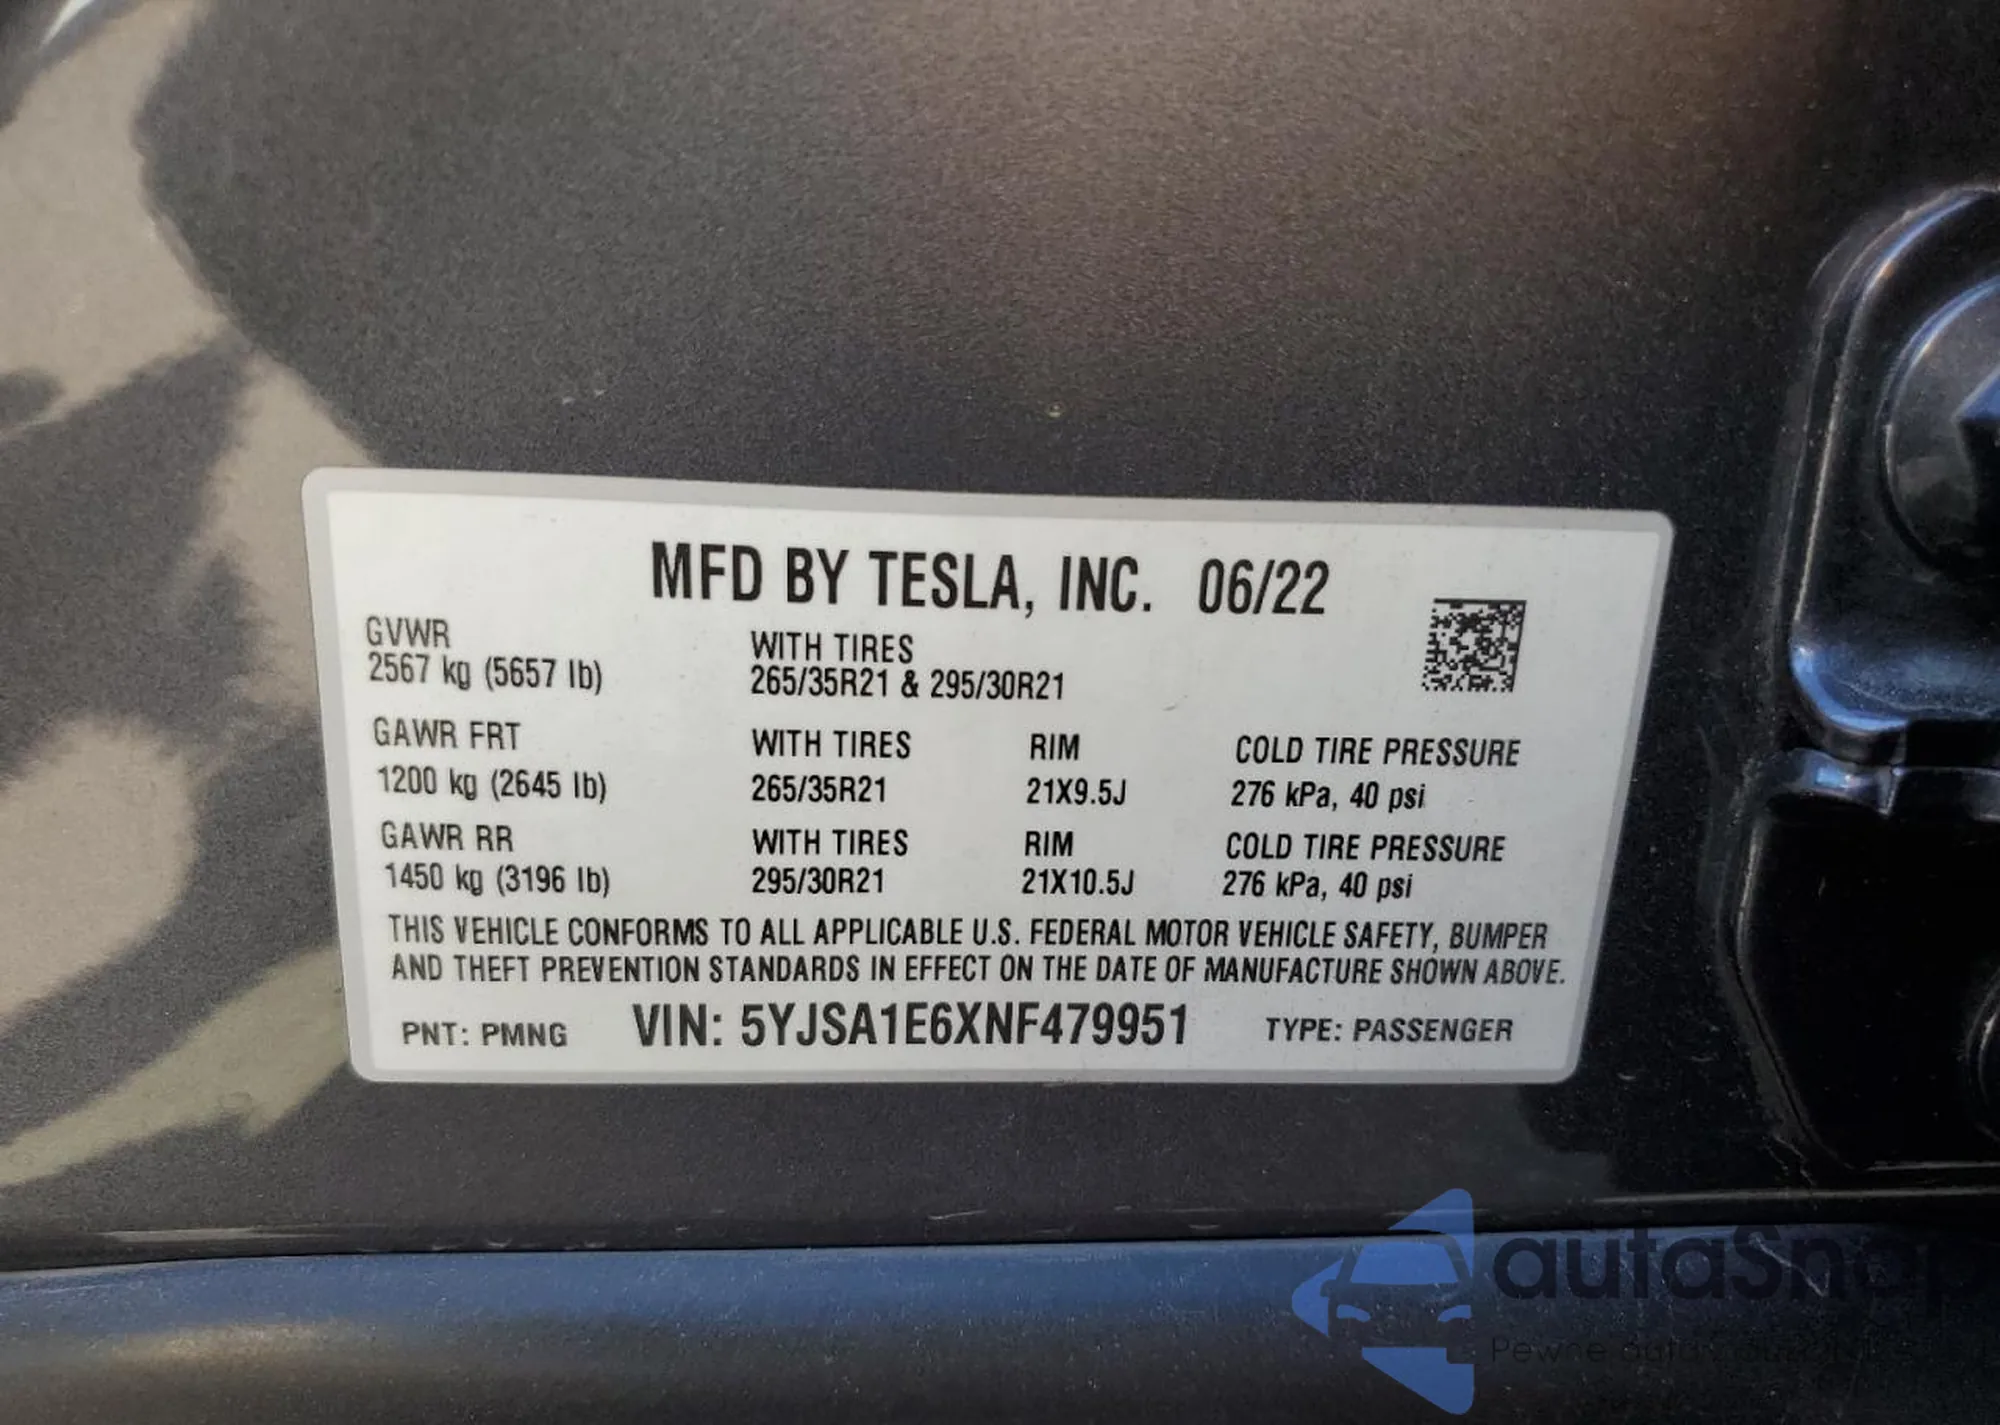 MFD BY TESLA, INC. 06/22
GVWR
2567 kg (5657 lb)
WITH TIRES
265/35R21 & 295/30R21
GAWR FRT WITH TIRES RIM COLD TIRE PRESSURE
1200 kg (2645 lb) 265/35R21 21X9.5J 276 kPa, 40 psi
GAWR RR WITH TIRES RIM COLD TIRE PRESSURE
1450 kg (3196 lb) 295/30R21 21X10.5J 276 kPa, 40 psi
THIS VEHICLE CONFORMS TO ALL APPLICABLE U.S. FEDERAL MOTOR VEHICLE SAFETY, BUMPER
AND THEFT PREVENTION STANDARDS IN EFFECT ON THE DATE OF MANUFACTURE SHOWN ABOVE.
PNT: PMNG VIN: 5YJSA1E6XNF479951 TYPE: PASSENGER
autaSnap
Pewne auta